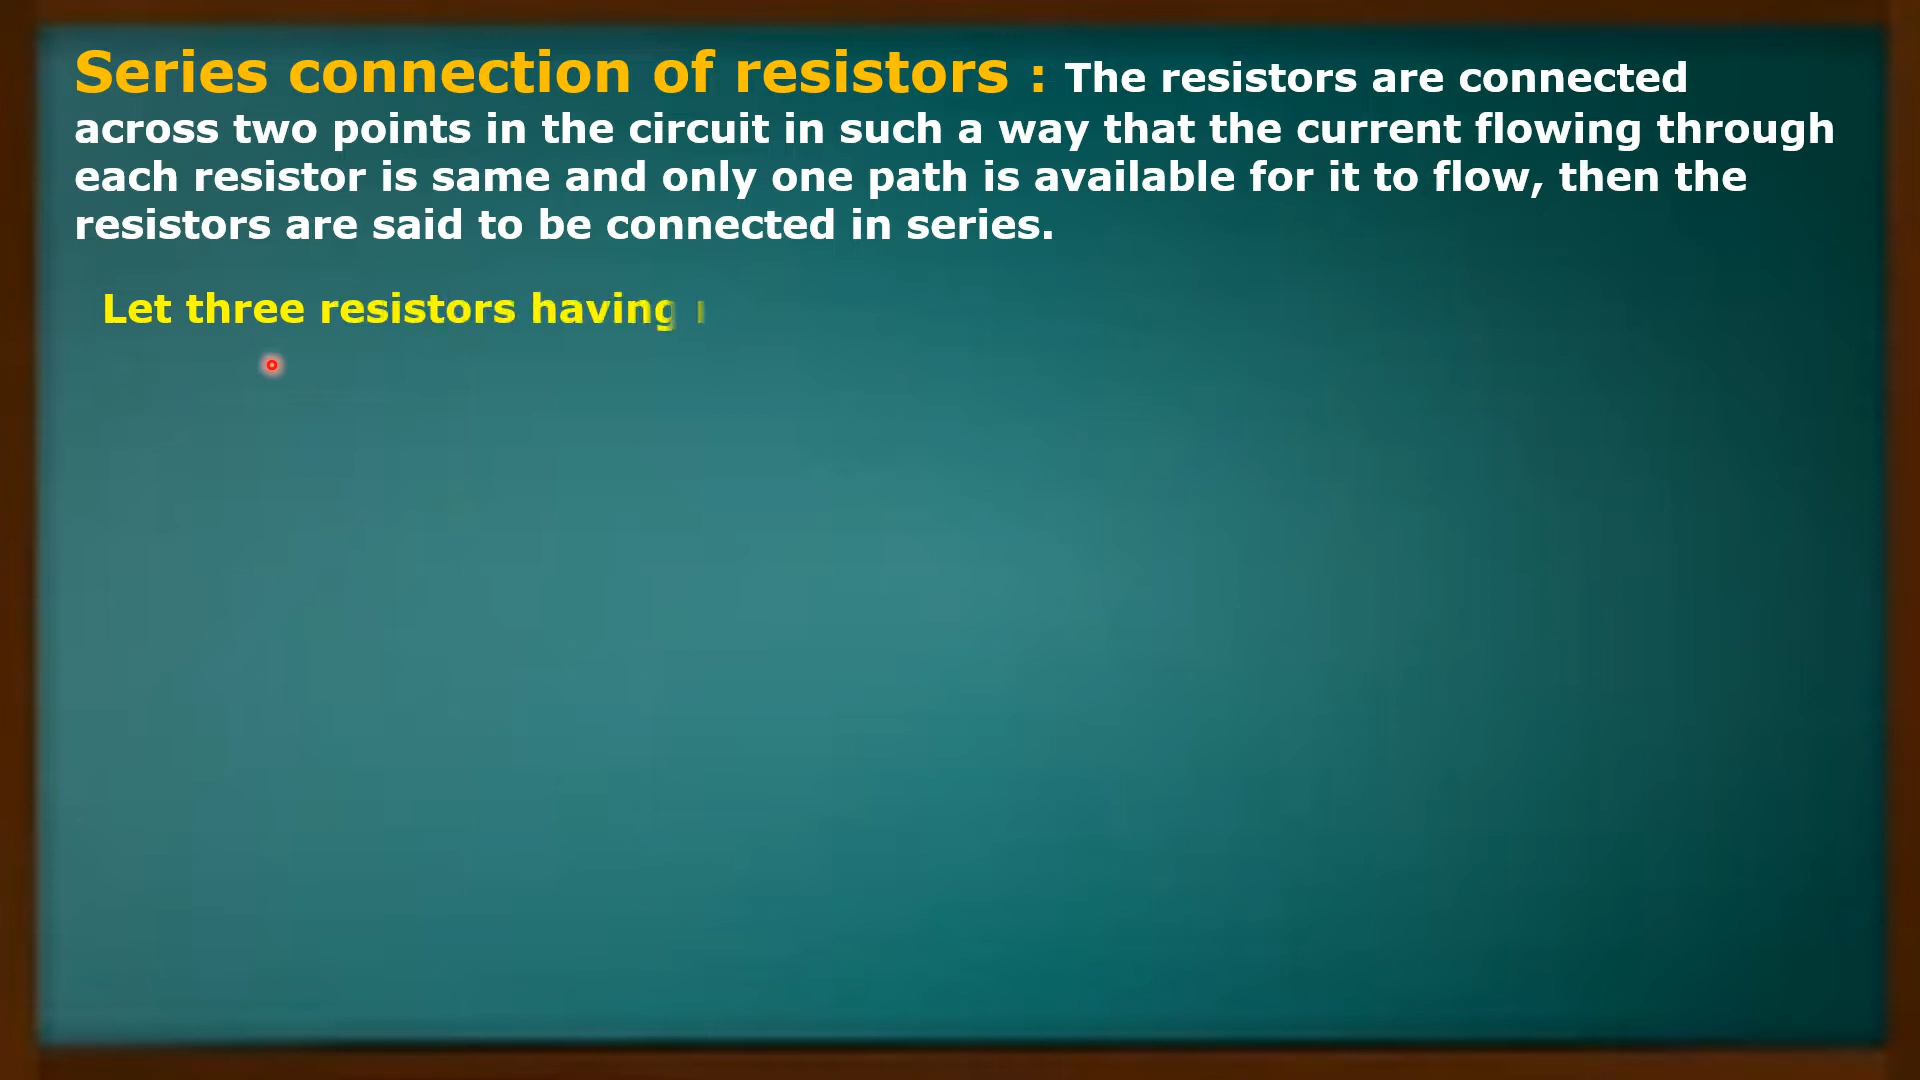 Series connection of resistors : The resistors are connected
across two points in the circuit in such a way that the current flowing through
each resistor is same and only one path is available for it to flow, then the
resistors are said to be connected in series.
Let three resistors having